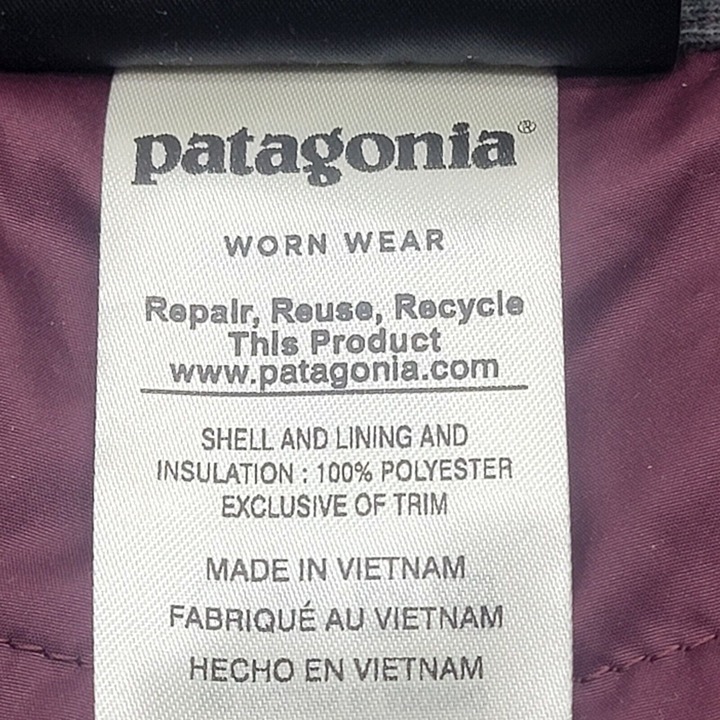 patagonia®
WORN WEAR
Repair, Reuse, Recycle
This Product
www.patagonia.com
SHELL AND LINING AND
INSULATION : 100% POLYESTER
EXCLUSIVE OF TRIM
MADE IN VIETNAM
FABRIQUÉ AU VIETNAM
HECHO EN VIETNAM